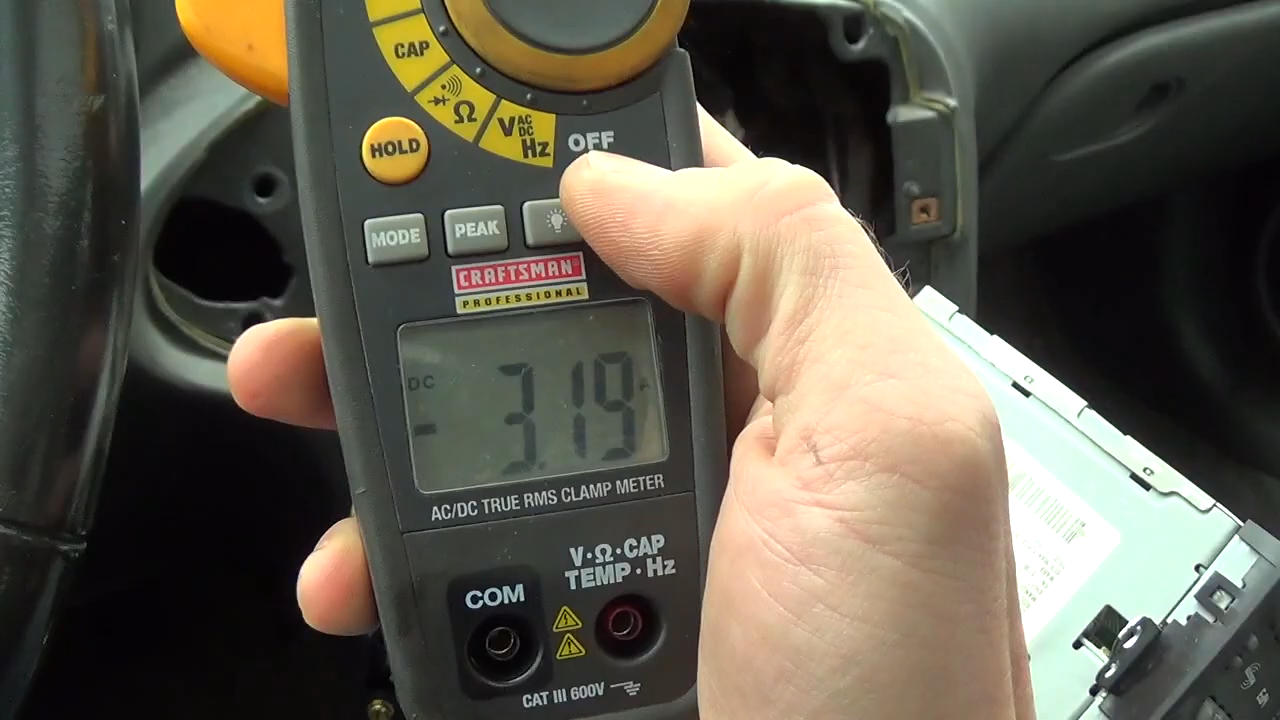 CAP
Ω
V AC DC Hz
OFF
HOLD
MODE
PEAK
CRAFTSMAN
PROFESSIONAL
DC
- 3.19 A
AC/DC TRUE RMS CLAMP METER
V·Ω·CAP
TEMP·Hz
COM
CAT III 600V